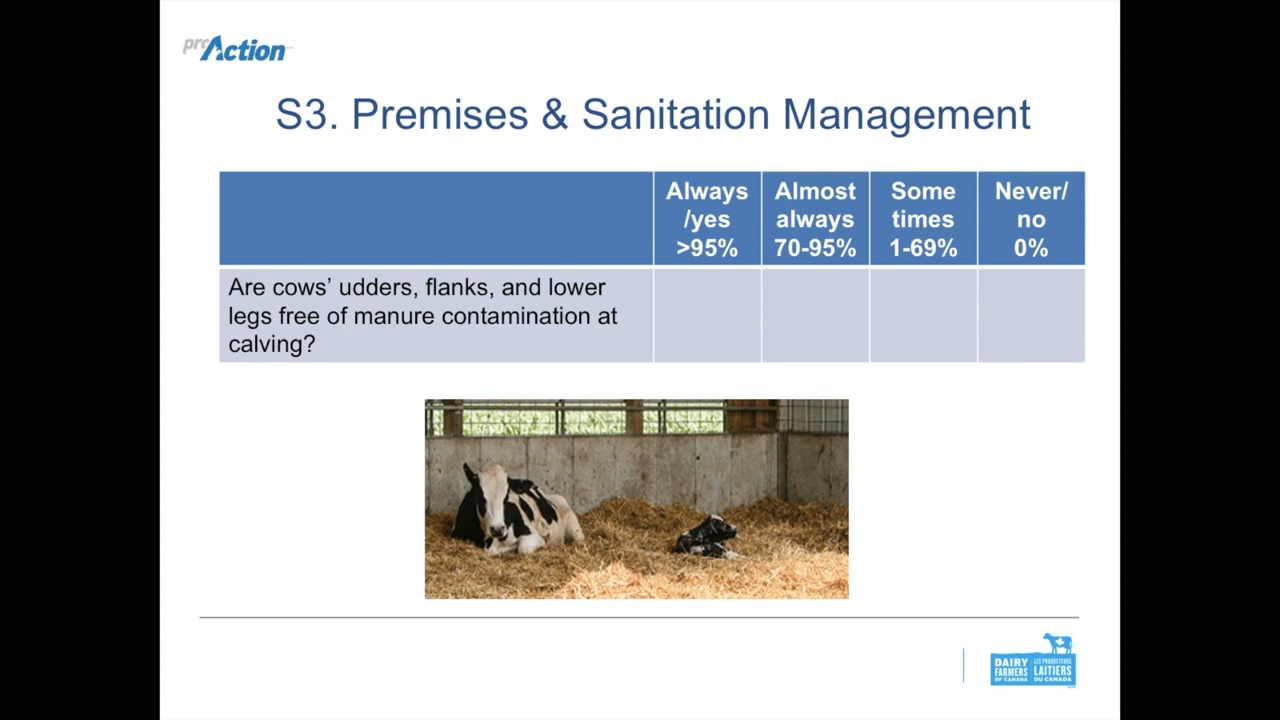 proAction
S3. Premises & Sanitation Management
Always
/yes
>95%
Almost
always
70-95%
Some
times
1-69%
Never/
no
0%
Are cows’ udders, flanks, and lower
legs free of manure contamination at
calving?
DAIRY
FARMERS
OF CANADA
LES PRODUCTEURS
LAITIERS
DU CANADA